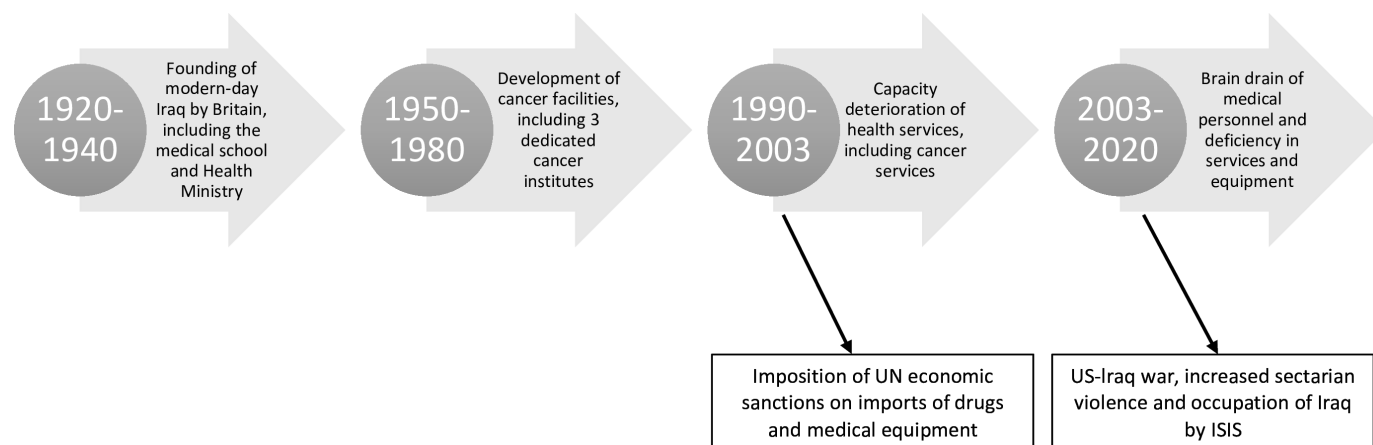 1920-
1940
Founding of
modern-day
Iraq by Britain,
including the
medical school
and Health
Ministry
1950-
1980
Development of
cancer facilities,
including 3
dedicated
cancer
institutes
1990-
2003
Capacity
deterioration of
health services,
including cancer
services
2003-
2020
Brain drain of
medical
personnel and
deficiency in
services and
equipment
Imposition of UN economic
sanctions on imports of drugs
and medical equipment
US-Iraq war, increased sectarian
violence and occupation of Iraq
by ISIS